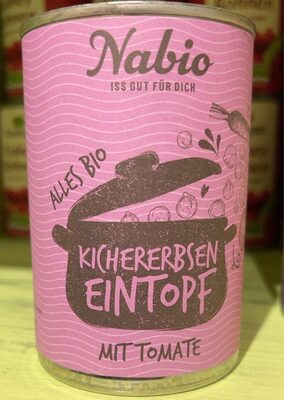 Nabio
ISS GUT FÜR DICH
ALLES BIO
KICHERERBSEN
EINTOPF
MIT TOMATE